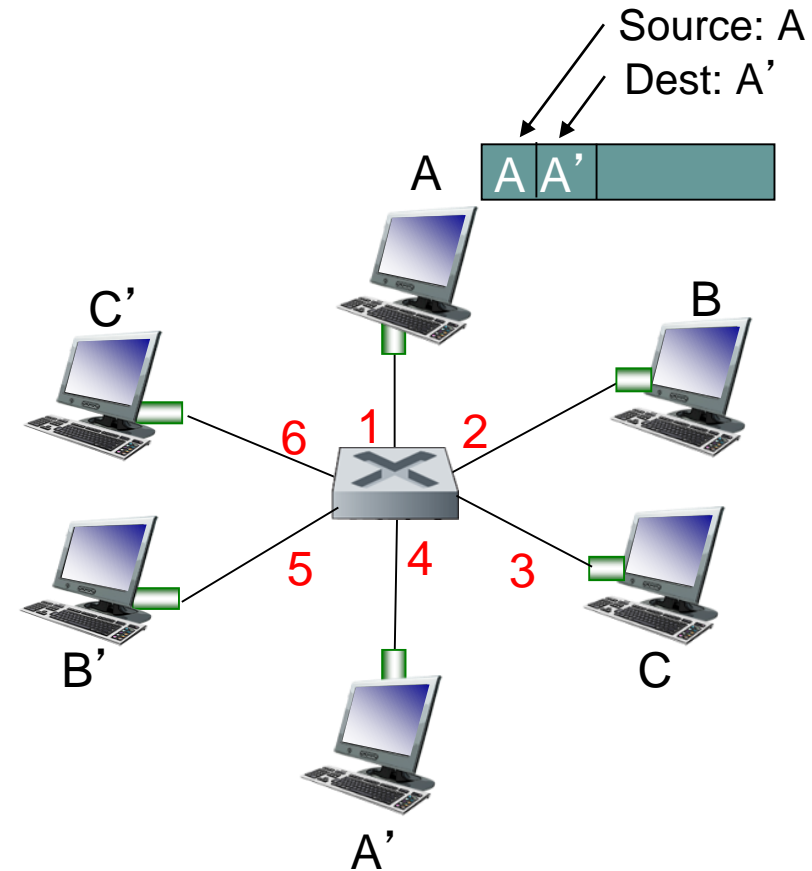 Source: A
Dest: A’
A A A’
C’ B
6 1 2
5 4 3
B’ C
A’